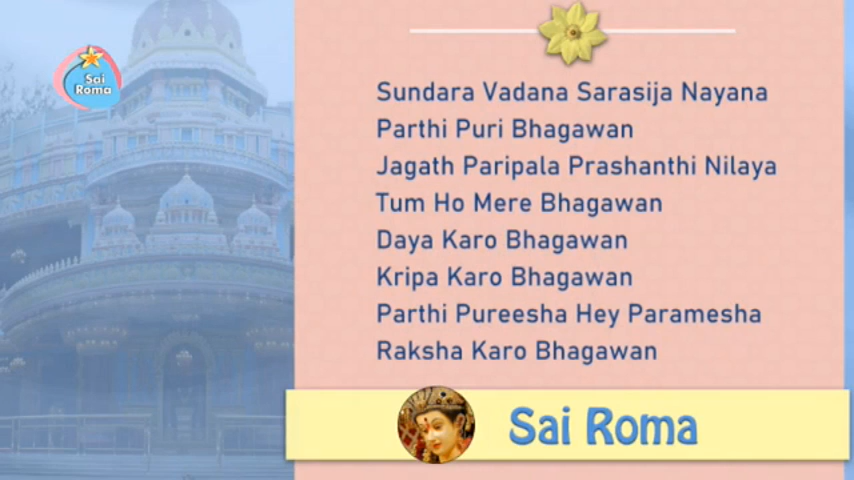 Sai
Roma
Sundara Vadana Sarasija Nayana
Parthi Puri Bhagawan
Jagath Paripala Prashanthi Nilaya
Tum Ho Mere Bhagawan
Daya Karo Bhagawan
Kripa Karo Bhagawan
Parthi Pureesha Hey Paramesha
Raksha Karo Bhagawan
Sai Roma